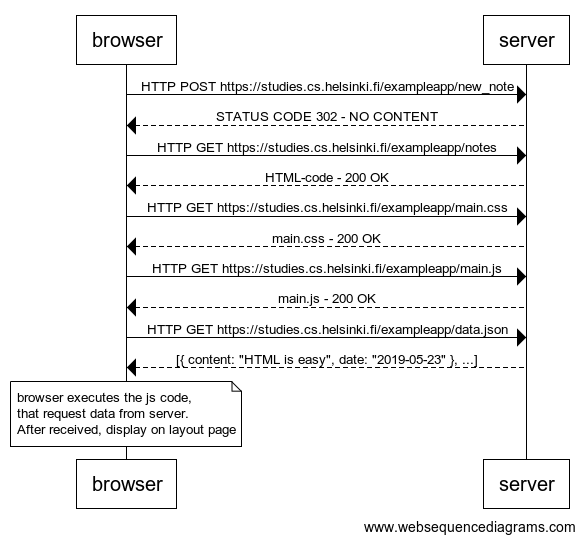 browser
server
HTTP POST https://studies.cs.helsinki.fi/exampleapp/new_note
STATUS CODE 302 - NO CONTENT
HTTP GET https://studies.cs.helsinki.fi/exampleapp/notes
HTML-code - 200 OK
HTTP GET https://studies.cs.helsinki.fi/exampleapp/main.css
main.css - 200 OK
HTTP GET https://studies.cs.helsinki.fi/exampleapp/main.js
main.js - 200 OK
HTTP GET https://studies.cs.helsinki.fi/exampleapp/data.json
[{ content: "HTML is easy", date: "2019-05-23" }, ...]
browser executes the js code,
that request data from server.
After received, display on layout page
browser
server
www.websequencediagrams.com